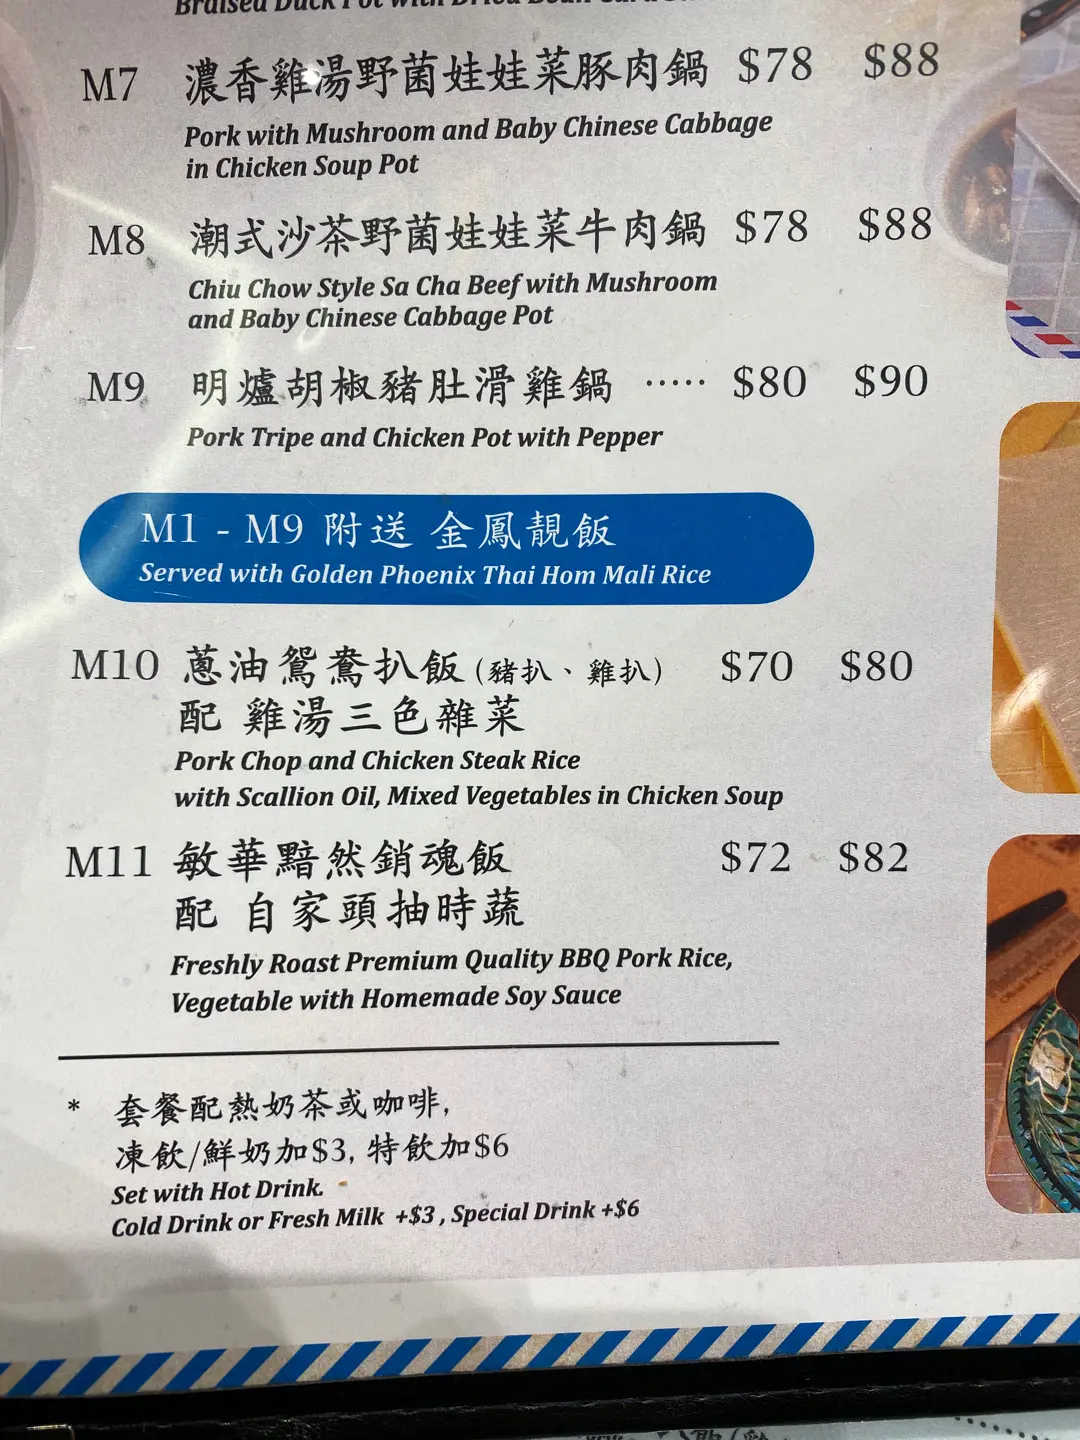 Braised Duck Pot with Dried Bean Curd
M7 濃香雞湯野菌娃娃菜豚肉鍋 $78 $88
Pork with Mushroom and Baby Chinese Cabbage
in Chicken Soup Pot
M8 潮式沙茶野菌娃娃菜牛肉鍋 $78 $88
Chiu Chow Style Sa Cha Beef with Mushroom
and Baby Chinese Cabbage Pot
M9 明爐胡椒豬肚滑雞鍋 ····· $80 $90
Pork Tripe and Chicken Pot with Pepper
M1 - M9 附送 金鳳靚飯
Served with Golden Phoenix Thai Hom Mali Rice
M10 蔥油鴛鴦扒飯 (豬扒、雞扒) $70 $80
配 雞湯三色雜菜
Pork Chop and Chicken Steak Rice
with Scallion Oil, Mixed Vegetables in Chicken Soup
M11 敏華黯然銷魂飯 $72 $82
配 自家頭抽時蔬
Freshly Roast Premium Quality BBQ Pork Rice,
Vegetable with Homemade Soy Sauce
* 套餐配熱奶茶或咖啡,
凍飲/鮮奶加$3, 特飲加$6
Set with Hot Drink.
Cold Drink or Fresh Milk +$3 , Special Drink +$6